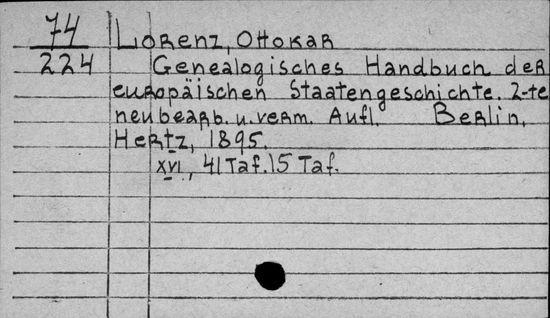 74 Lorenz, Ottokar
224 Genealogisches Handbuch der
europäischen Staatengeschichte. 2-te
neubearb. u. verm. Aufl. Berlin,
Hertz, 1895.
XVI, 41 Taf. 15 Taf.